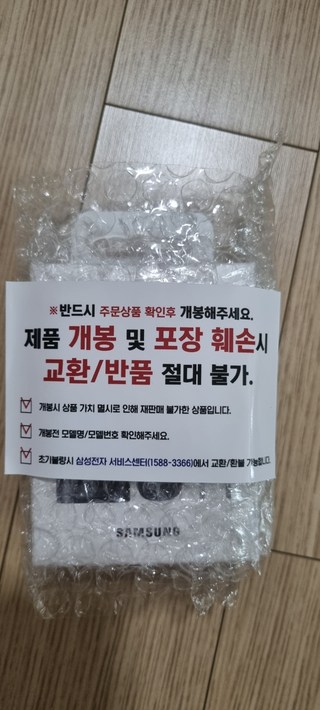 ※반드시 주문상품 확인후 개봉해주세요.
제품 개봉 및 포장 훼손시
교환/반품 절대 불가.
개봉시 상품 가치 멸시로 인해 재판매 불가한 상품입니다.
개봉전 모델명/모델번호 확인해주세요.
초기불량시 삼성전자 서비스센터(1588-3366)에서 교환/환불 가능합니다.
SAMSUNG